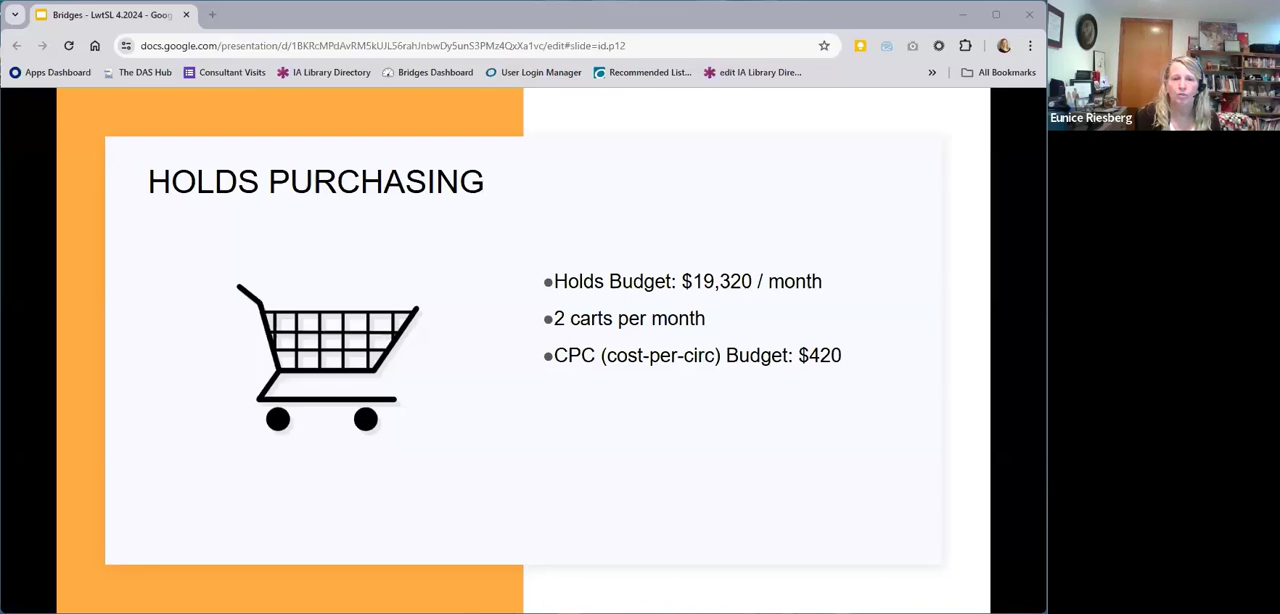 Bridges - LwtSL 4.2024 - Goog
docs.google.com/presentation/d/1BKRcMPdAvRM5kUJL56rahJnbwDy5unS3PMz4QxXa1vc/edit#slide=id.p12
Apps Dashboard
The DAS Hub
Consultant Visits
IA Library Directory
Bridges Dashboard
User Login Manager
Recommended List...
edit IA Library Dire...
All Bookmarks
Eunice Riesberg
HOLDS PURCHASING
●Holds Budget: $19,320 / month
●2 carts per month
●CPC (cost-per-circ) Budget: $420